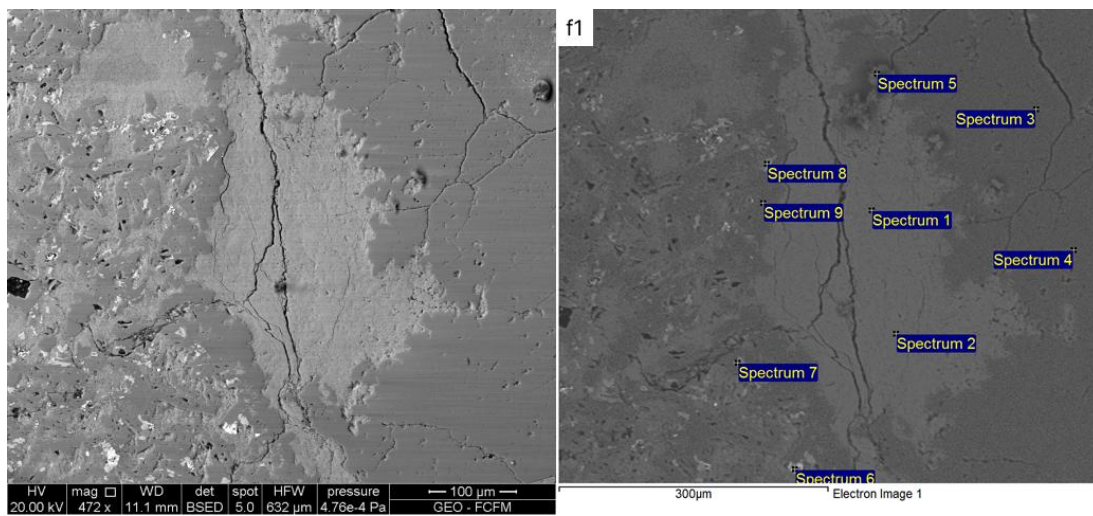 f1
Spectrum 5
Spectrum 3
Spectrum 8
Spectrum 9
Spectrum 1
Spectrum 4
Spectrum 2
Spectrum 7
Spectrum 6
HV mag □ WD det spot HFW pressure 100 µm
20.00 kV 472 x 11.1 mm BSED 5.0 632 µm 4.76e-4 Pa GEO - FCFM
300µm Electron Image 1